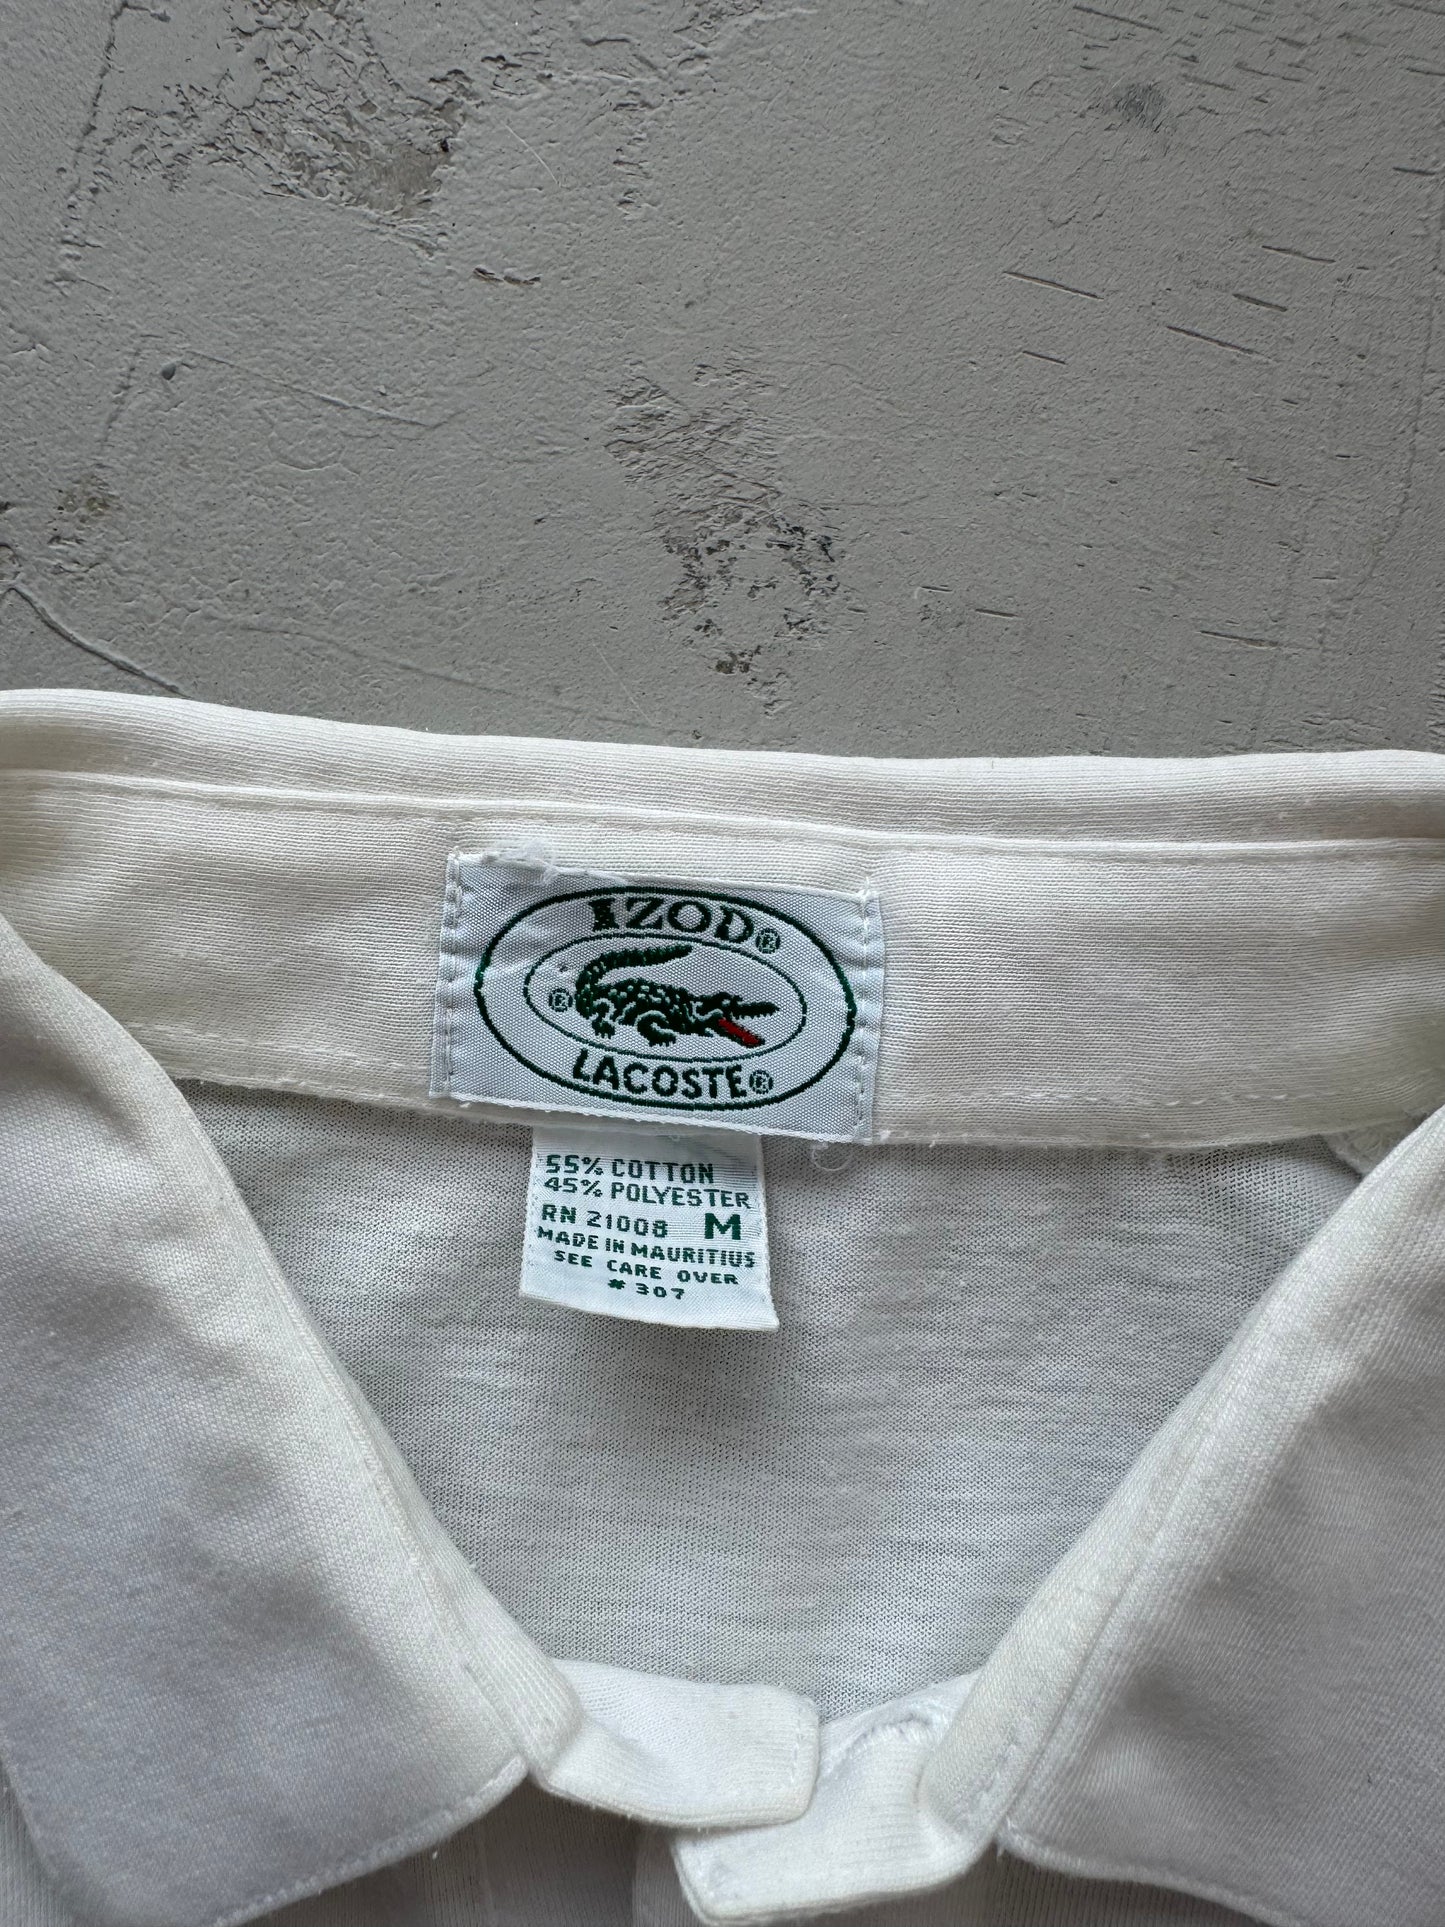 IZOD®
®
LACOSTE®
55% COTTON
45% POLYESTER
RN 21008 M
MADE IN MAURITIUS
SEE CARE OVER
# 307